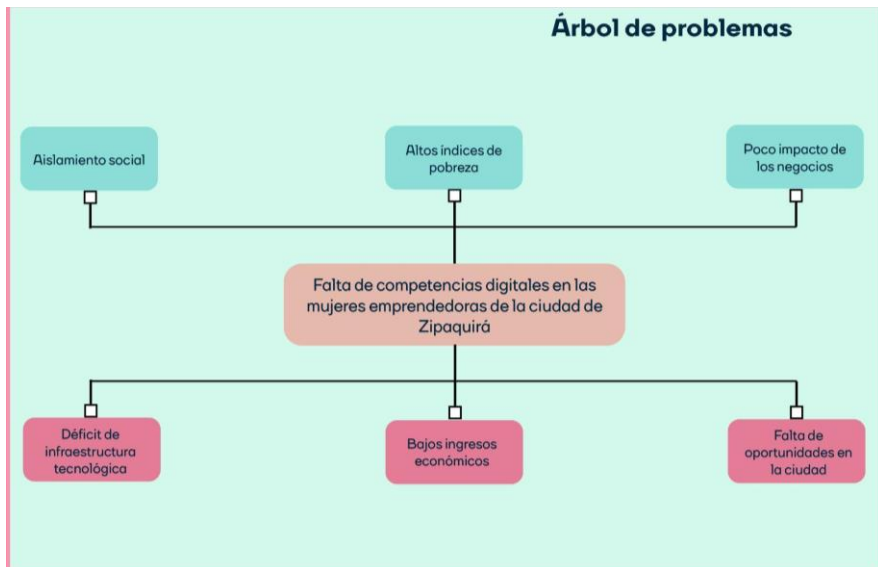 Árbol de problemas
Aislamiento social
Altos índices de
pobreza
Poco impacto de
los negocios
Falta de competencias digitales en las
mujeres emprendedoras de la ciudad de
Zipaquirá
Déficit de
infraestructura
tecnológica
Bajos ingresos
económicos
Falta de
oportunidades en
la ciudad